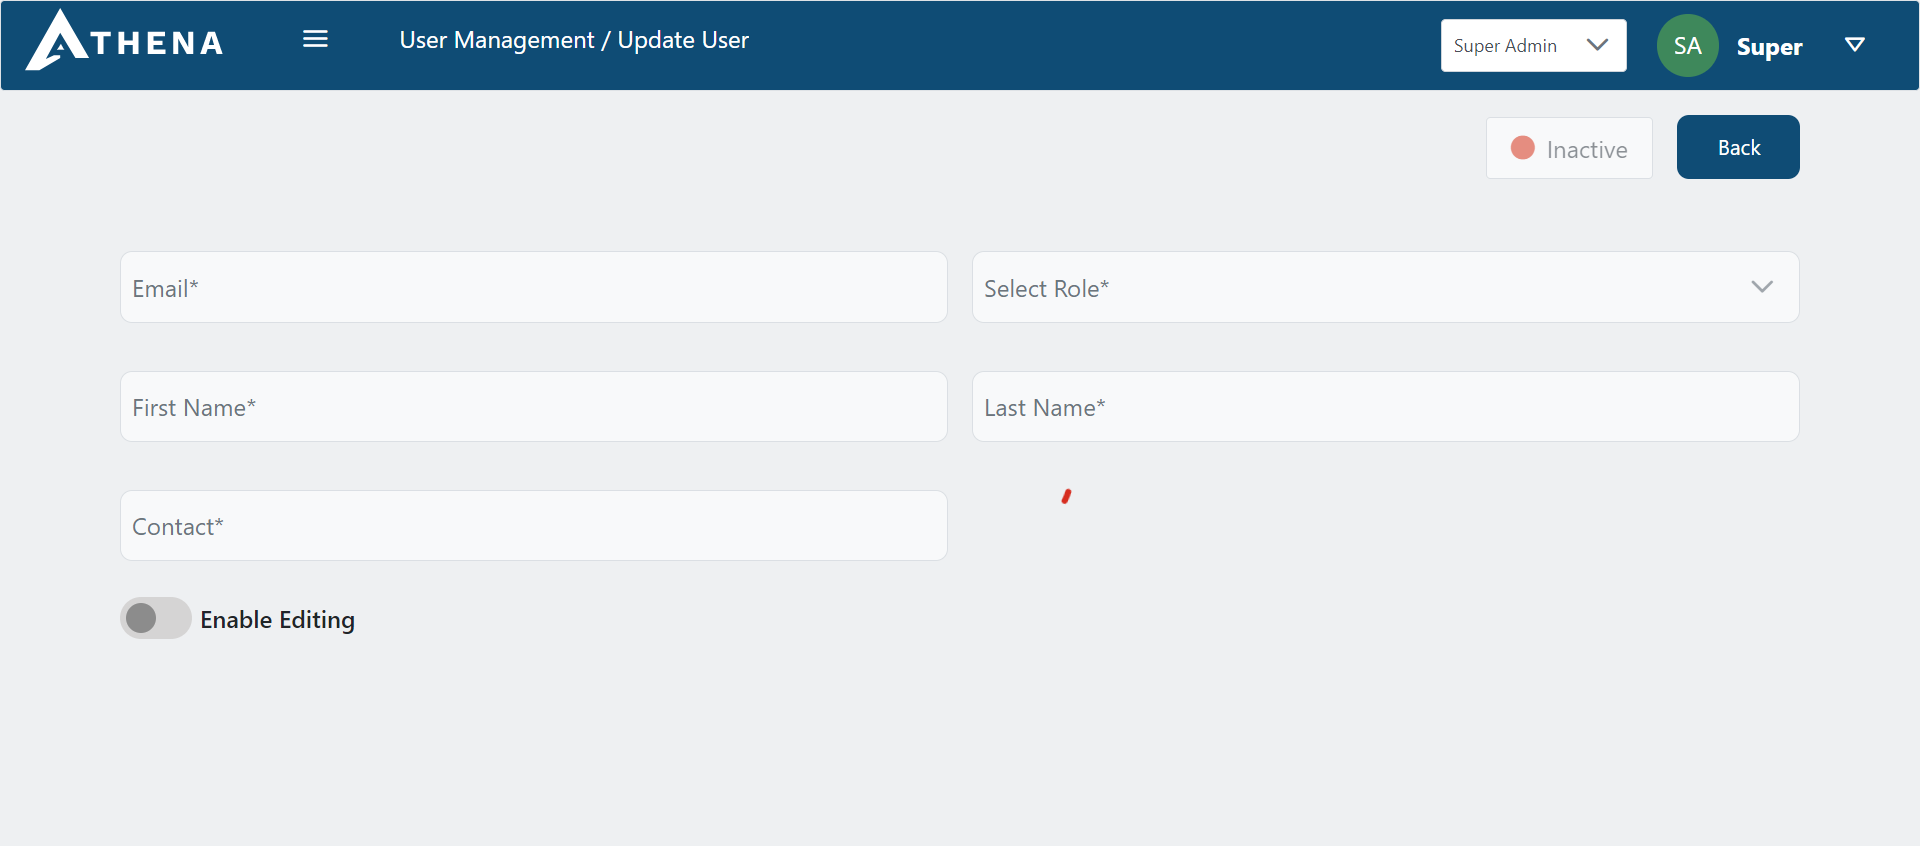 ATHENA
User Management / Update User
Super Admin
SA
Super
Inactive
Back
Email*
Select Role*
First Name*
Last Name*
Contact*
Enable Editing